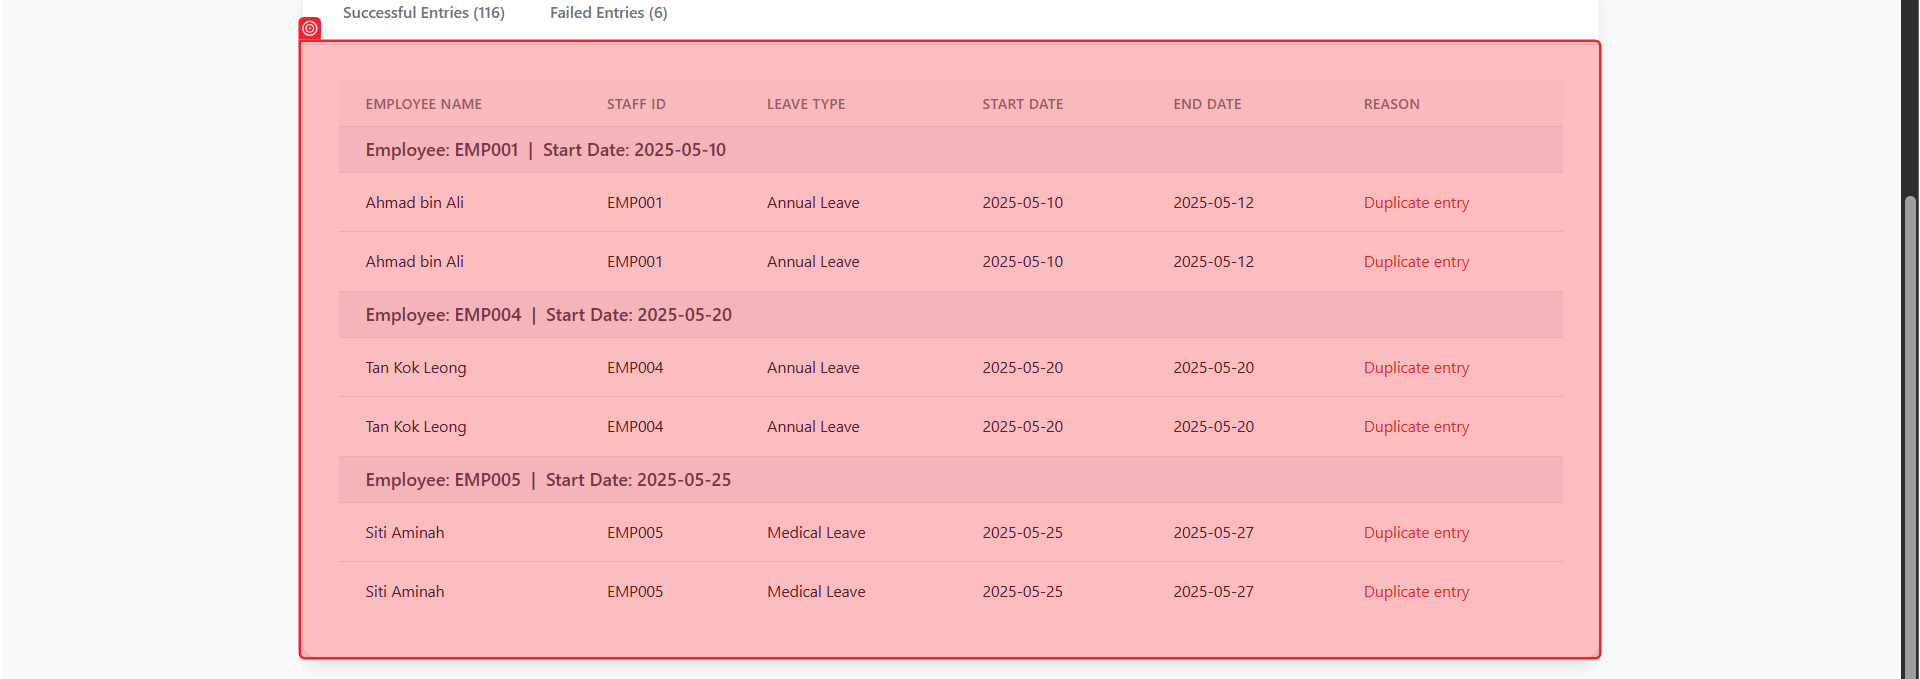 Successful Entries (116) Failed Entries (6)
EMPLOYEE NAME STAFF ID LEAVE TYPE START DATE END DATE REASON
Employee: EMP001 | Start Date: 2025-05-10
Ahmad bin Ali EMP001 Annual Leave 2025-05-10 2025-05-12 Duplicate entry
Ahmad bin Ali EMP001 Annual Leave 2025-05-10 2025-05-12 Duplicate entry
Employee: EMP004 | Start Date: 2025-05-20
Tan Kok Leong EMP004 Annual Leave 2025-05-20 2025-05-20 Duplicate entry
Tan Kok Leong EMP004 Annual Leave 2025-05-20 2025-05-20 Duplicate entry
Employee: EMP005 | Start Date: 2025-05-25
Siti Aminah EMP005 Medical Leave 2025-05-25 2025-05-27 Duplicate entry
Siti Aminah EMP005 Medical Leave 2025-05-25 2025-05-27 Duplicate entry